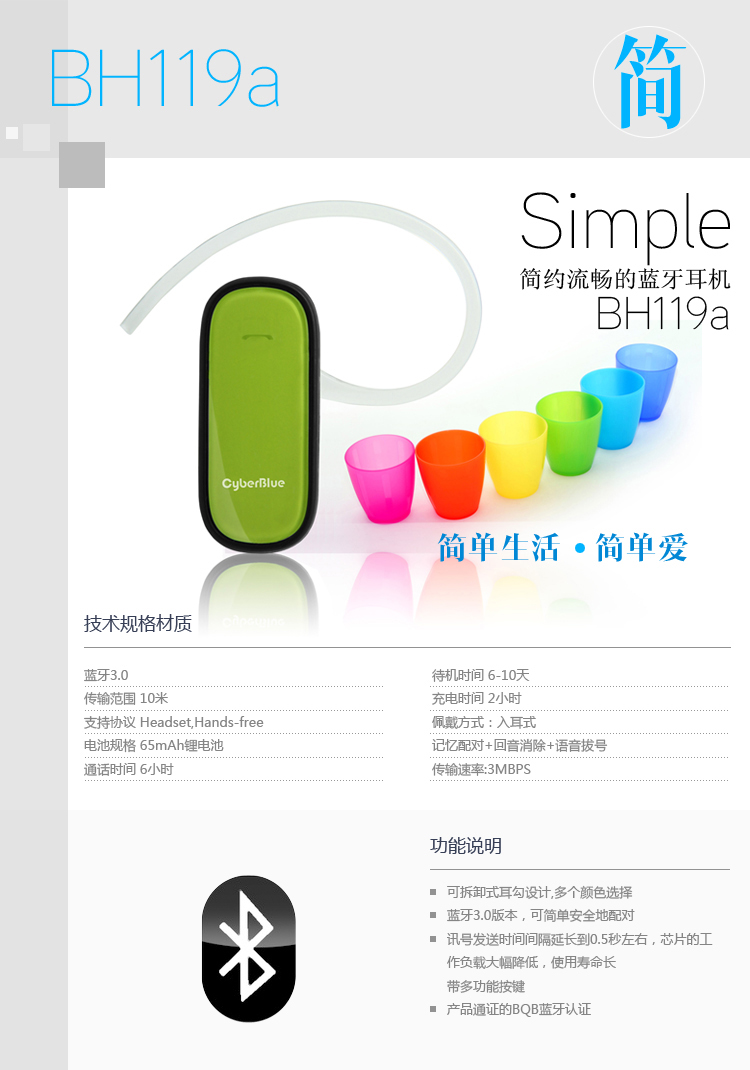 BH119a
简
Simple
简约流畅的蓝牙耳机
BH119a
CyberBlue
简单生活·简单爱
技术规格材质
蓝牙3.0
传输范围 10米
支持协议 Headset,Hands-free
电池规格 65mAh锂电池
通话时间 6小时
待机时间 6-10天
充电时间 2小时
佩戴方式：入耳式
记忆配对+回音消除+语音拔号
传输速率:3MBPS
功能说明
可拆卸式耳勾设计,多个颜色选择
蓝牙3.0版本，可简单安全地配对
讯号发送时间间隔延长到0.5秒左右，芯片的工
作负载大幅降低，使用寿命长
带多功能按键
产品通证的BQB蓝牙认证